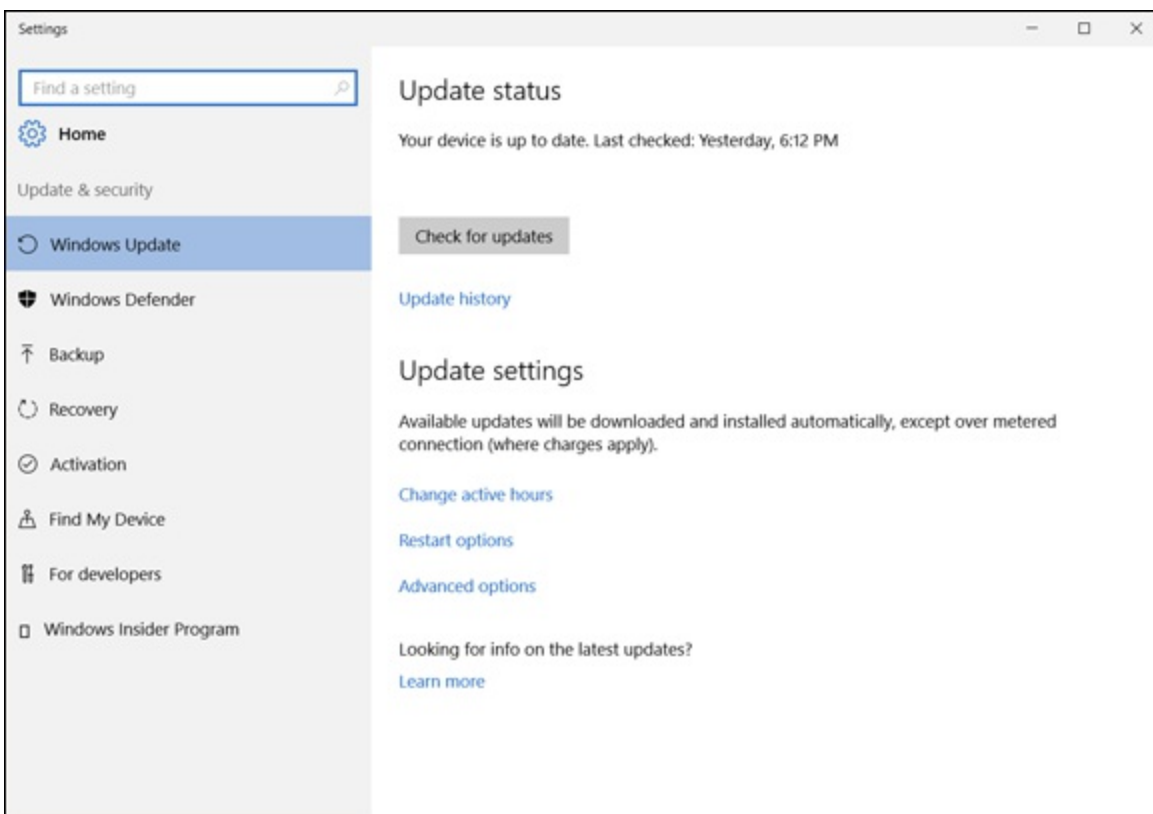 Settings
Find a setting
Home
Update & security
Windows Update
Windows Defender
Backup
Recovery
Activation
Find My Device
For developers
Windows Insider Program
Update status
Your device is up to date. Last checked: Yesterday, 6:12 PM
Check for updates
Update history
Update settings
Available updates will be downloaded and installed automatically, except over metered
connection (where charges apply).
Change active hours
Restart options
Advanced options
Looking for info on the latest updates?
Learn more